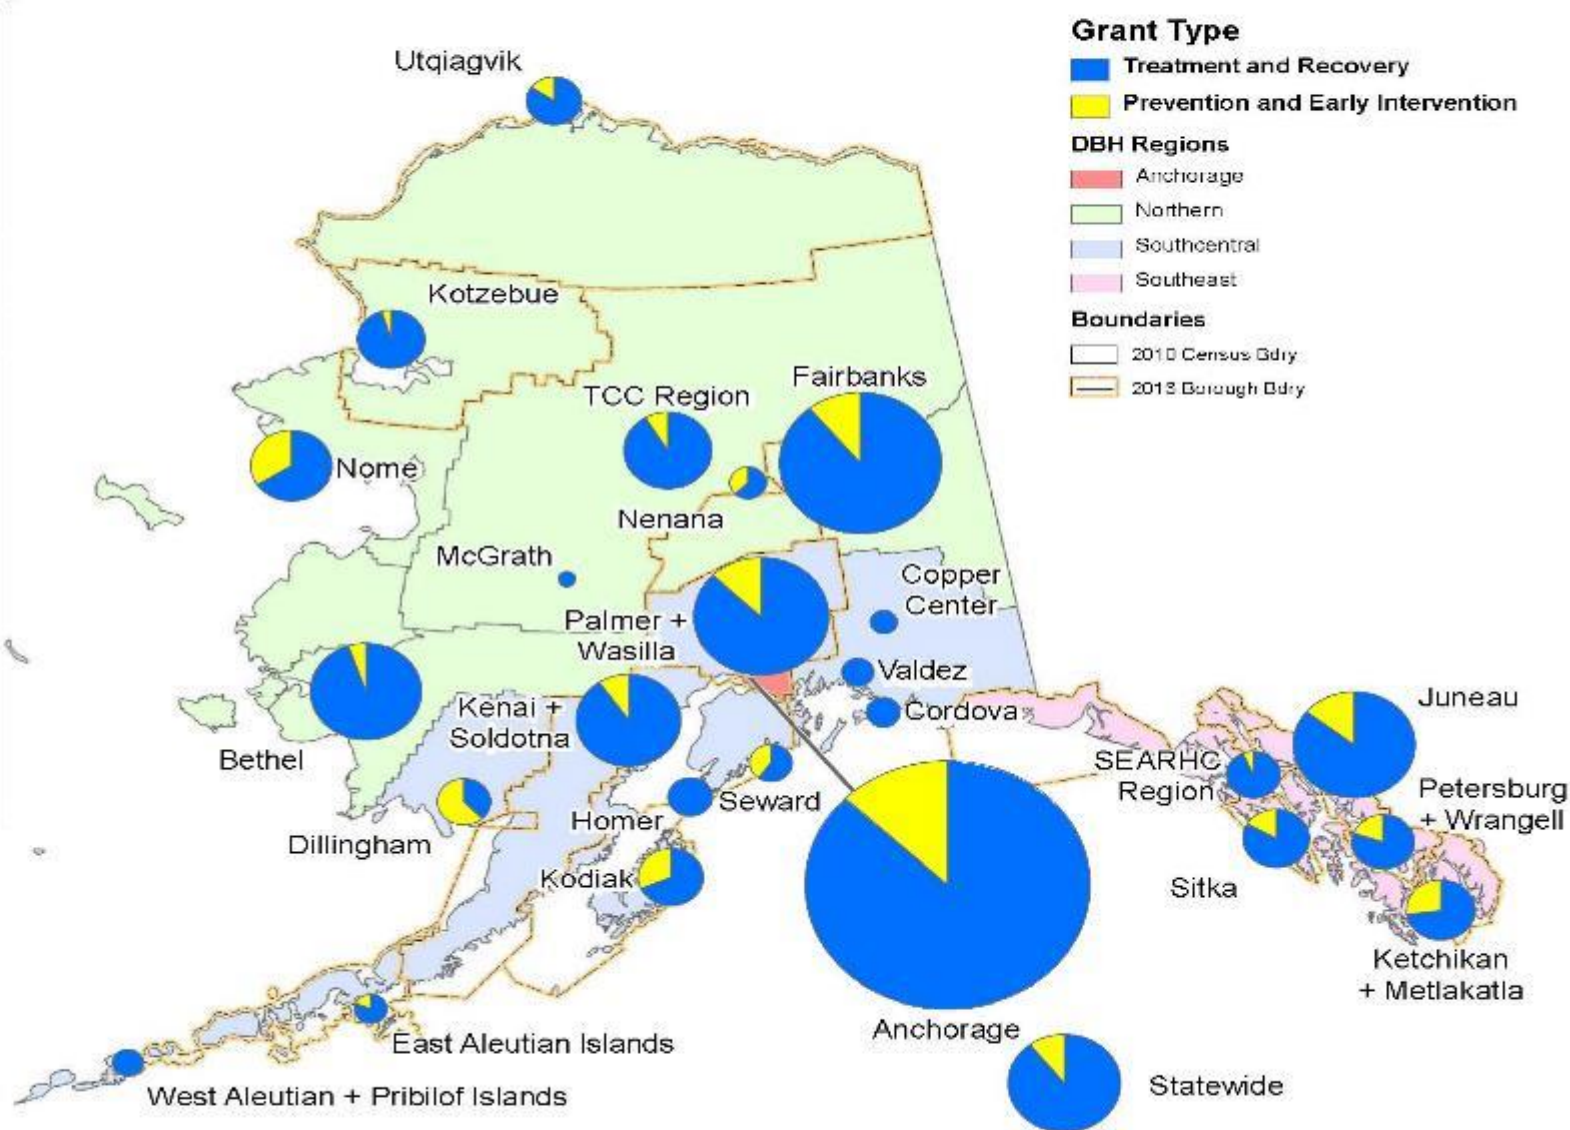 Grant Type
Treatment and Recovery
Prevention and Early Intervention
DBH Regions
Anchorage
Northern
Southcentral
Southeast
Boundaries
2010 Census Bdry
2013 Borough Bdry
Utqiagvik
Kotzebue
TCC Region
Fairbanks
Nome
Nenana
McGrath
Copper
Center
Palmer +
Wasilla
Valdez
Cordova
Kenai +
Soldotna
Bethel
Juneau
SEARHC
Region
Petersburg
+ Wrangell
Seward
Homer
Dillingham
Kodiak
Sitka
Ketchikan
+ Metlakatla
Anchorage
East Aleutian Islands
Statewide
West Aleutian + Pribilof Islands